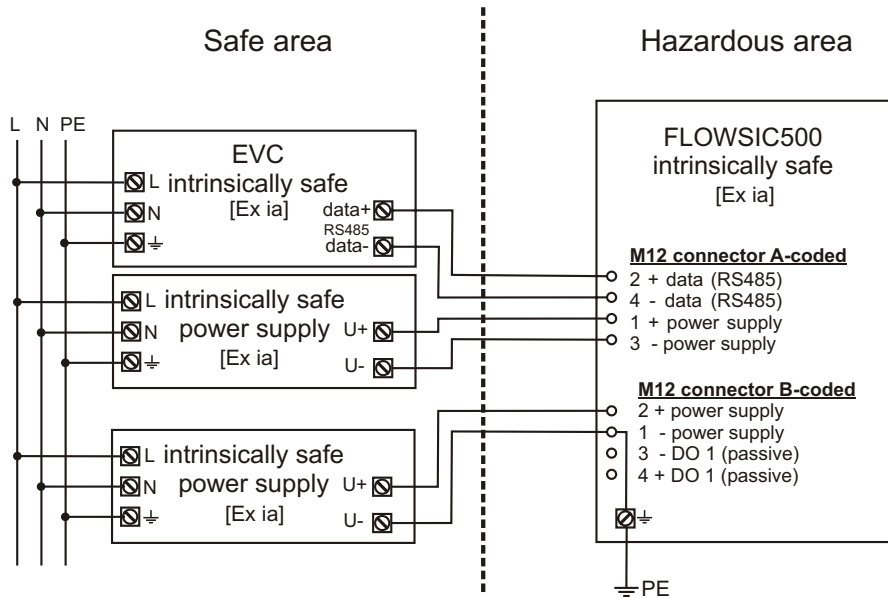 Safe area
Hazardous area
L N PE
EVC
intrinsically safe
[Ex ia]
L
N
data+
RS485
data-
L intrinsically safe
N power supply
[Ex ia]
U+
U-
L intrinsically safe
N power supply
[Ex ia]
U+
U-
FLOWSIC500
intrinsically safe
[Ex ia]
M12 connector A-coded
2 + data (RS485)
4 - data (RS485)
1 + power supply
3 - power supply
M12 connector B-coded
2 + power supply
1 - power supply
3 - DO 1 (passive)
4 + DO 1 (passive)
PE